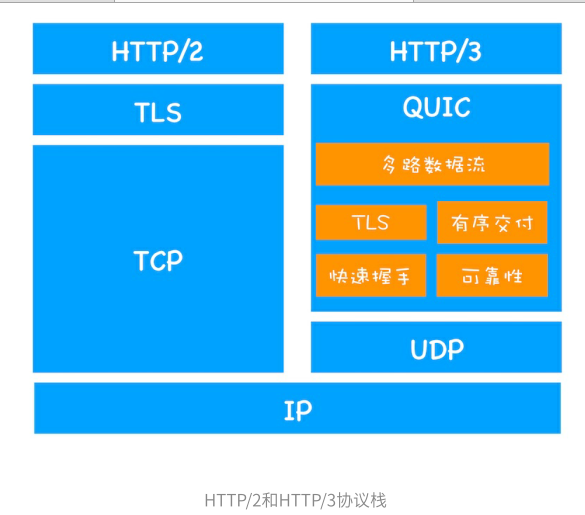 HTTP/2
HTTP/3
TLS
QUIC
多路数据流
TLS
有序交付
快速握手
可靠性
TCP
UDP
IP
HTTP/2和HTTP/3协议栈